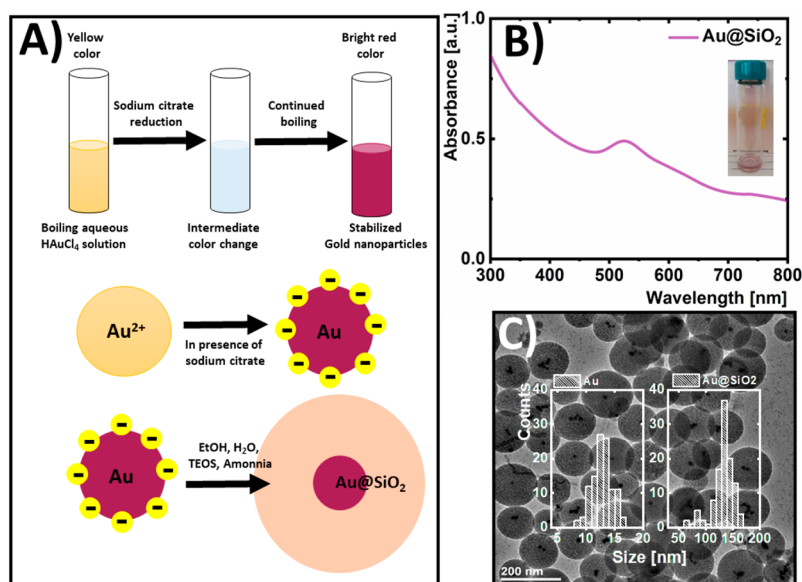 A)
Yellow
color
Bright red
color
Sodium citrate
reduction
Continued
boiling
Boiling aqueous
HAuCl₄ solution
Intermediate
color change
Stabilized
Gold nanoparticles
Au²⁺
In presence of
sodium citrate
Au
Au
EtOH, H₂O,
TEOS, Amonnia
Au@SiO₂
B)
Au@SiO₂
Absorbance [a.u.]
1.0
0.5
0.0
300 400 500 600 700 800
Wavelength [nm]
C)
Au
Au@SiO2
Counts
40
30
20
10
0
5 10 15 20
40
30
20
10
0
50 100 150 200
Size [nm]
200 nm